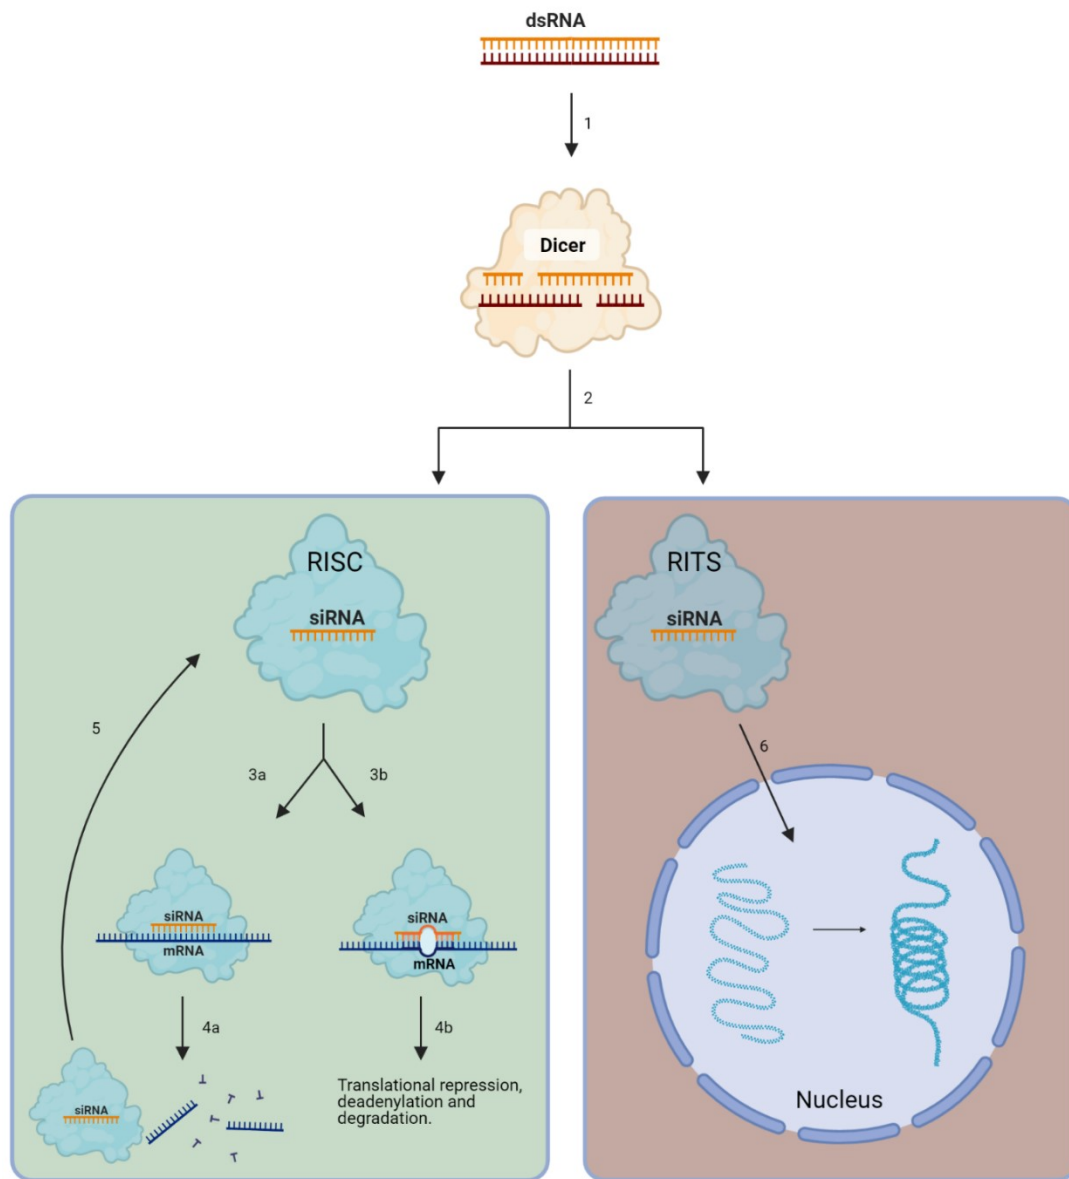 dsRNA
1
Dicer
2
RISC
siRNA
RITS
siRNA
5
3a
3b
6
siRNA
mRNA
siRNA
mRNA
4a
4b
siRNA
Translational repression,
deadenylation and
degradation.
Nucleus